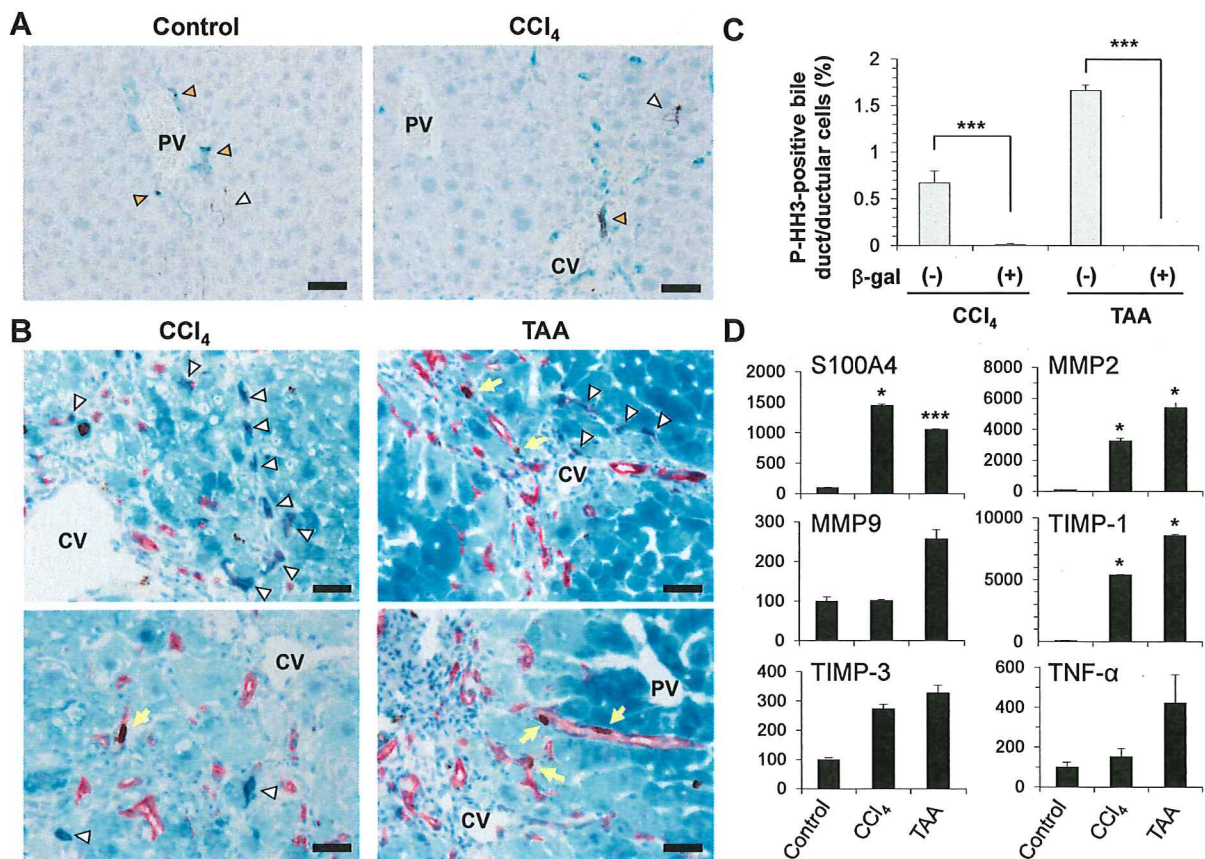 A
Control
CCl₄
PV
PV
CV
C
P-HH3-positive bile
duct/ductular cells (%)
2
1.5
1
0.5
0
***
***
β-gal
(-)
(+)
(-)
(+)
CCl₄
TAA
B
CCl₄
TAA
CV
CV
CV
PV
CV
D
S100A4
2000
1500
1000
500
0
*
***
MMP2
8000
6000
4000
2000
0
*
*
MMP9
300
200
100
0
TIMP-1
10000
5000
0
*
*
TIMP-3
400
300
200
100
0
Control
CCl₄
TAA
TNF-α
600
400
200
0
Control
CCl₄
TAA